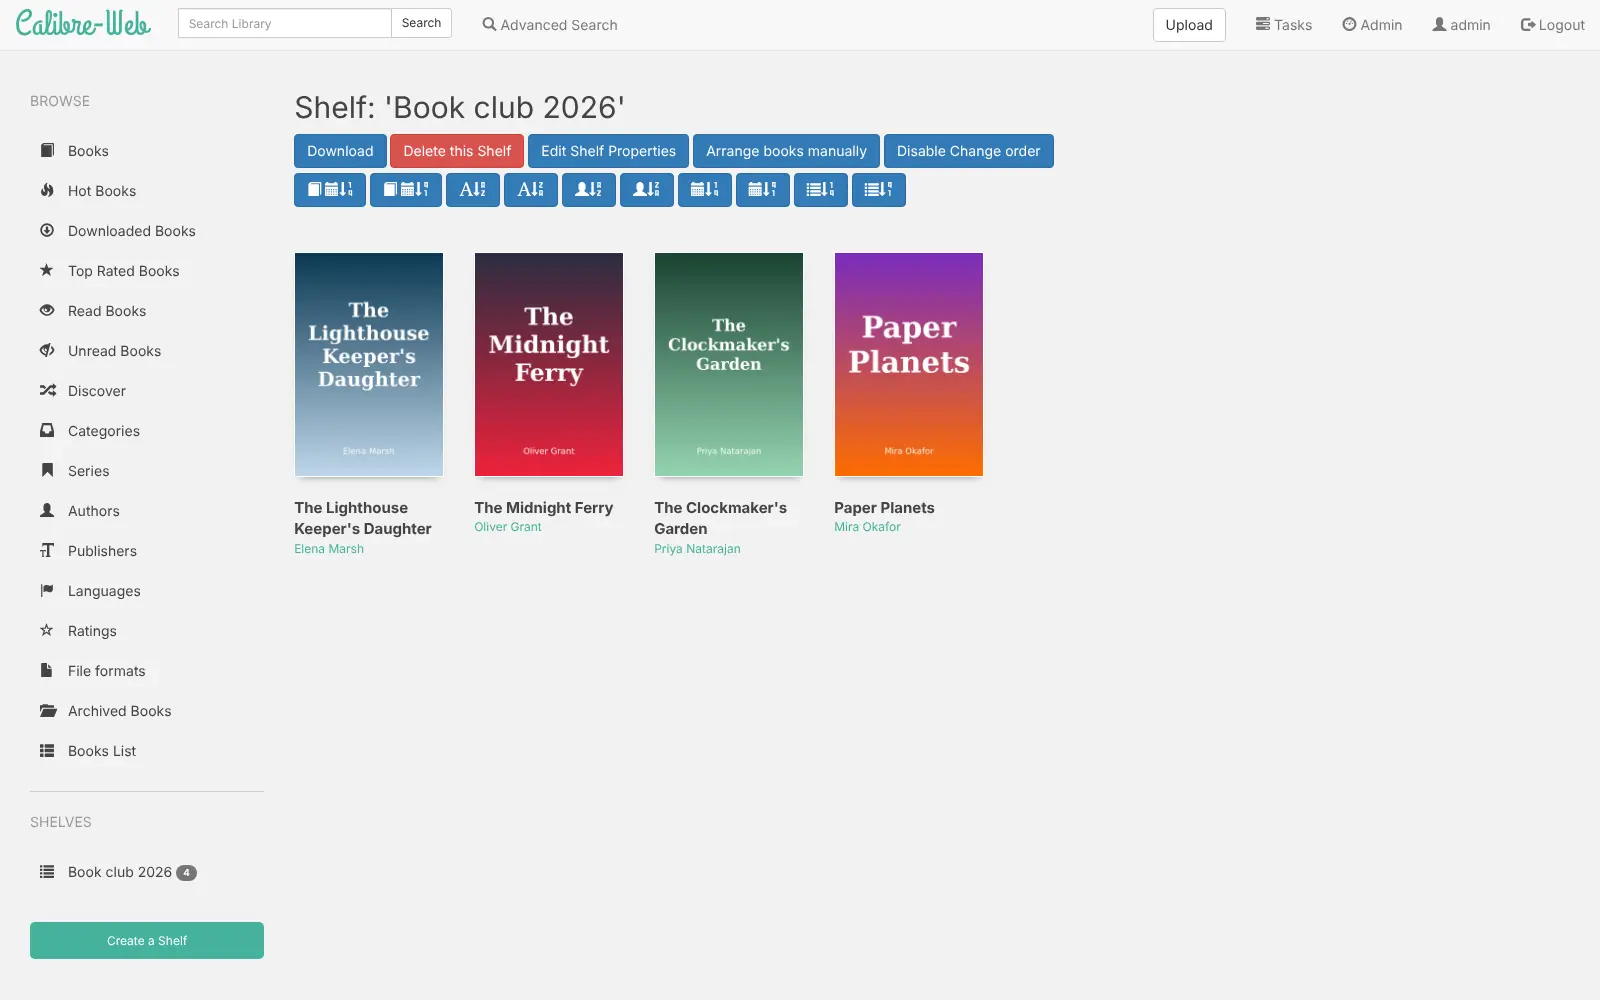 Calibre-Web
Search Library
Search
Advanced Search
Upload
Tasks
Admin
admin
Logout
BROWSE
Books
Hot Books
Downloaded Books
Top Rated Books
Read Books
Unread Books
Discover
Categories
Series
Authors
Publishers
Languages
Ratings
File formats
Archived Books
Books List
SHELVES
Book club 2026 4
Create a Shelf
Shelf: 'Book club 2026'
Download
Delete this Shelf
Edit Shelf Properties
Arrange books manually
Disable Change order
The
Lighthouse
Keeper's
Daughter
Elena Marsh
The Lighthouse
Keeper's Daughter
Elena Marsh
The
Midnight
Ferry
Oliver Grant
The Midnight Ferry
Oliver Grant
The
Clockmaker's
Garden
Priya Natarajan
The Clockmaker's
Garden
Priya Natarajan
Paper
Planets
Mira Okafor
Paper Planets
Mira Okafor